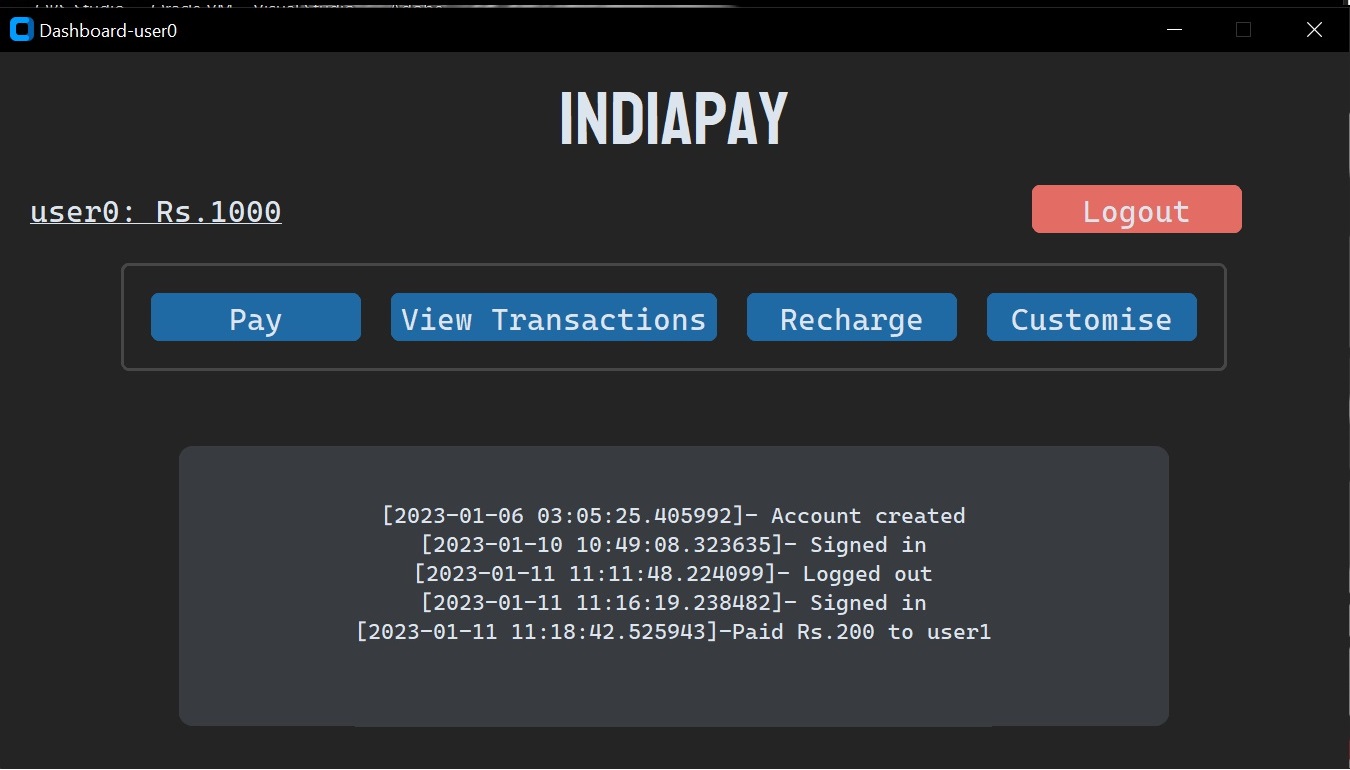 Dashboard-user0
INDIAPAY
user0: Rs.1000
Logout
Pay
View Transactions
Recharge
Customise
[2023-01-06 03:05:25.405992]- Account created
[2023-01-10 10:49:08.323635]- Signed in
[2023-01-11 11:11:48.224099]- Logged out
[2023-01-11 11:16:19.238482]- Signed in
[2023-01-11 11:18:42.525943]-Paid Rs.200 to user1